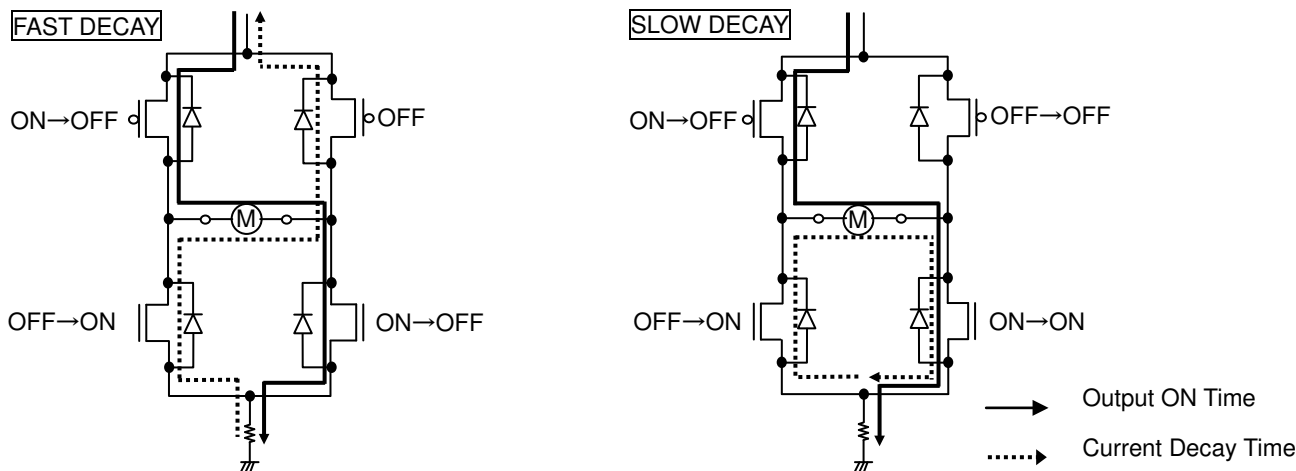 FAST DECAY
ON→OFF
OFF
M
OFF→ON
ON→OFF
SLOW DECAY
ON→OFF
OFF→OFF
M
OFF→ON
ON→ON
Output ON Time
Current Decay Time